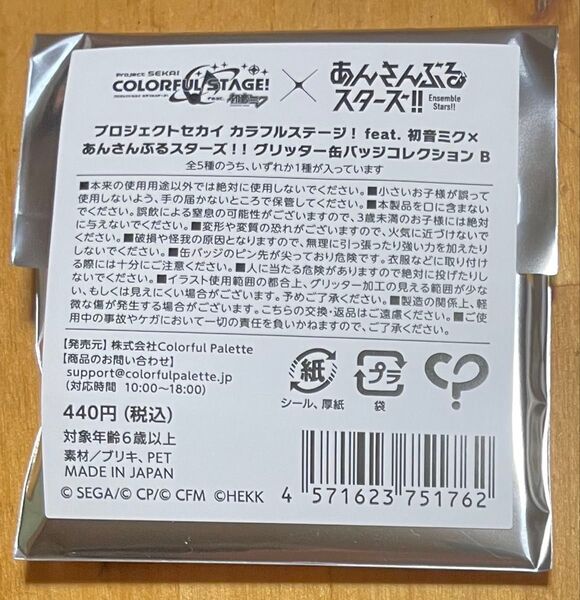 Project SEKAI
COLORFUL STAGE!
feat. 初音ミク
×
あんさんぶる
スターズ!!
Ensemble
Stars!!
プロジェクトセカイ カラフルステージ！ feat. 初音ミク×
あんさんぶるスターズ！！ グリッター缶バッジコレクション B
全5種のうち、いずれか1種が入っています
■本来の使用用途以外では絶対に使用しないでください。■小さいお子様が誤って
使用しないよう、手の届かないところで保管してください。■本製品を口に含まない
でください。誤飲による窒息の可能性がございますので、3歳未満のお子様には絶対
に与えないでください。■変形や変質の恐れがございますので、火気に近づけないで
ください。■破損や怪我の原因となりますので、無理に引っ張ったり強い力を加えたり
しないでください。■缶バッジのピン先が尖っており危険です。衣服などに取り付け
る際には十分にご注意ください。■人に当たる危険がありますので絶対に投げたりし
ないでください。■イラスト使用範囲の都合上、グリッター加工の見える範囲が少な
い、もしくは見えにくい場合がございます。予めご了承ください。■製造の関係上、軽
微な傷が発生する場合がございます。こちらの交換・返品はご遠慮ください。■ご使
用中の事故やケガにおいて一切の責任を負いかねますので、ご了承ください。
【発売元】株式会社Colorful Palette
【商品のお問い合わせ】
support@colorfulpalette.jp
(対応時間 10:00～18:00)
紙
シール、厚紙
プラ
袋
440円(税込)
対象年齢6歳以上
素材／ブリキ、PET
MADE IN JAPAN
© SEGA/© CP/© CFM ©HEKK
4 571623 751762